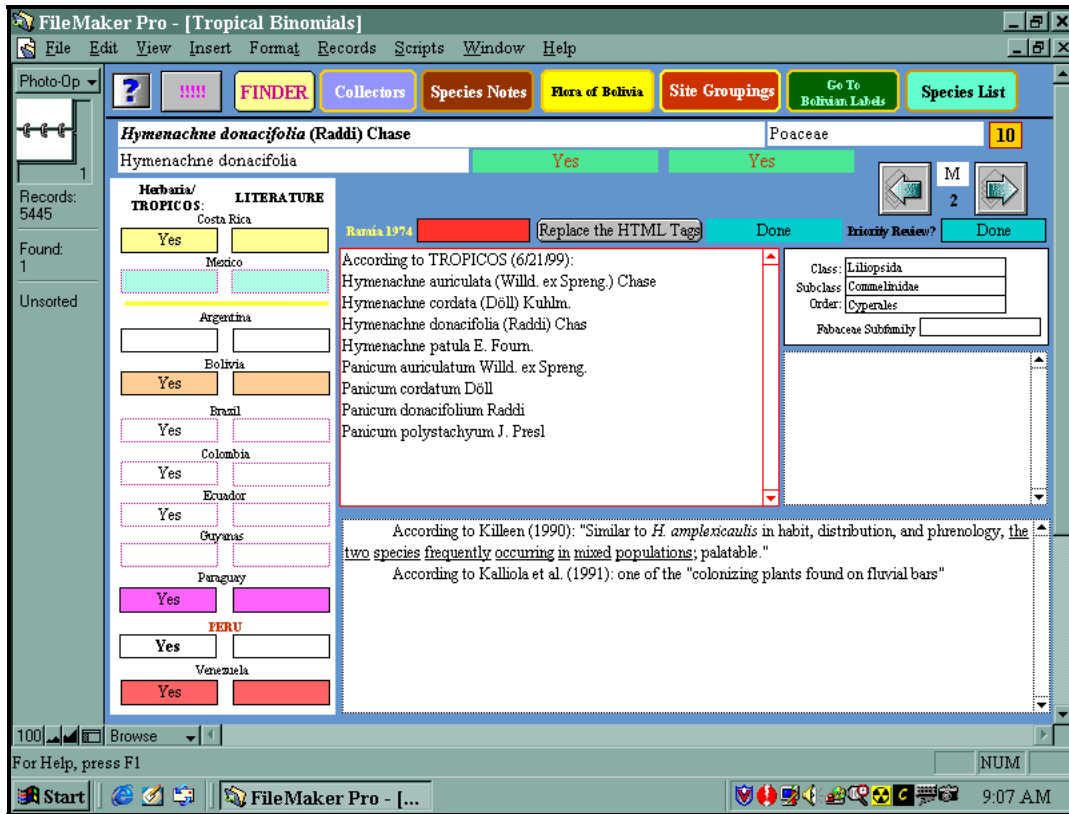 FileMaker Pro - [Tropical Binomials]
File Edit View Insert Format Records Scripts Window Help
Photo-Op
? !!!!! FINDER Collectors Species Notes Flora of Bolivia Site Groupings Go To Bolivian Labels Species List
Hymenachne donacifolia (Raddi) Chase Poaceae 10
Hymenachne donacifolia Yes Yes
1
Records:
5445
Found:
1
Unsorted
M
2
Herbaria/
TROPICOS: LITERATURE
Costa Rica
Yes
Mexico
Argentina
Bolivia
Yes
Brazil
Yes
Colombia
Yes
Ecuador
Yes
Guyanas
Paraguay
Yes
PERU
Yes
Venezuela
Yes
Ramía 1974 Replace the HTML Tags Done Priority Review? Done
According to TROPICOS (6/21/99):
Hymenachne auriculata (Willd. ex Spreng.) Chase
Hymenachne cordata (Döll) Kuhlm.
Hymenachne donacifolia (Raddi) Chas
Hymenachne patula E. Fourn.
Panicum auriculatum Willd. ex Spreng.
Panicum cordatum Döll
Panicum donacifolium Raddi
Panicum polystachyum J. Presl
Class: Liliopsida
Subclass Commelinidae
Order: Cyperales
Fabaceae Subfamily
According to Killeen (1990): "Similar to H. amplexicaulis in habit, distribution, and phrenology, the
two species frequently occurring in mixed populations; palatable."
According to Kalliola et al. (1991): one of the "colonizing plants found on fluvial bars"
100 Browse
For Help, press F1 NUM
Start FileMaker Pro - [... 9:07 AM